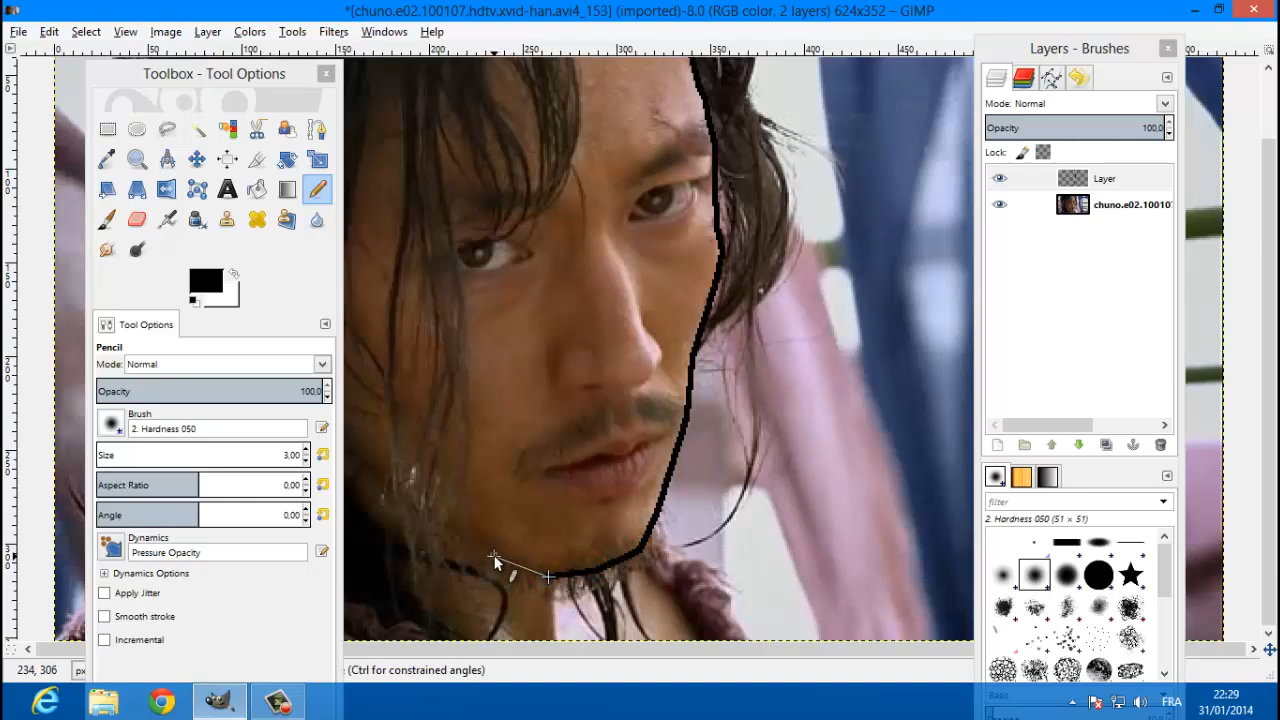 *[chuno.e02.100107.hdtv.xvid-han.avi4_153] (imported)-8.0 (RGB color, 2 layers) 624x352 – GIMP
File Edit Select View Image Layer Colors Tools Filters Windows Help
Toolbox - Tool Options
Tool Options
Pencil
Mode: Normal
Opacity 100,0
Brush
2. Hardness 050
Size 3.00
Aspect Ratio 0.00
Angle 0.00
Dynamics
Pressure Opacity
Dynamics Options
Apply Jitter
Smooth stroke
Incremental
234, 306
(Ctrl for constrained angles)
Layers - Brushes
Mode: Normal
Opacity 100,0
Lock:
Layer
chuno.e02.10010
filter
2. Hardness 050 (51 × 51)
Basic,
FRA
22:29
31/01/2014